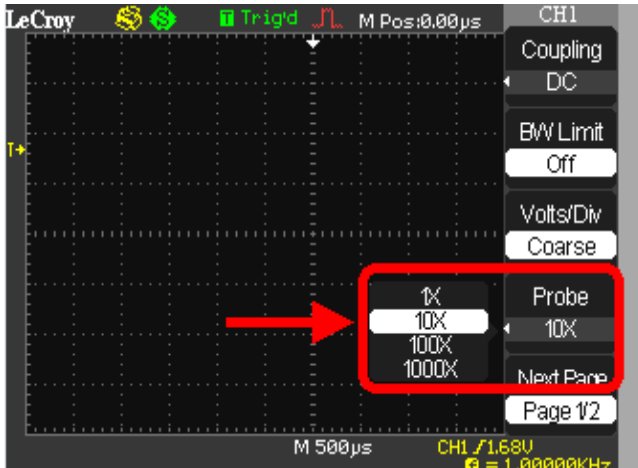 LeCroy S T Trig'd M Pos:0.00µs CH1
Coupling
DC
T
BW Limit
Off
Volts/Div
Coarse
Probe
10X
1X
10X
100X
1000X
Next Page
Page 1/2
M 500µs CH1 /1.68V
= 1.00000KHz